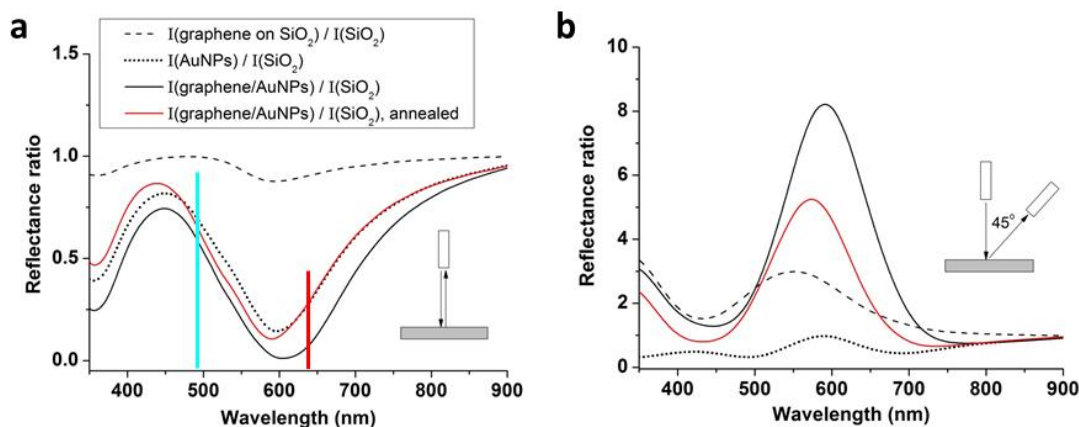 a
I(graphene on SiO₂) / I(SiO₂)
I(AuNPs) / I(SiO₂)
I(graphene/AuNPs) / I(SiO₂)
I(graphene/AuNPs) / I(SiO₂), annealed
1.5
1.0
0.5
0.0
Reflectance ratio
400 500 600 700 800 900
Wavelength (nm)
b
10
8
6
4
2
0
Reflectance ratio
45°
400 500 600 700 800 900
Wavelength (nm)